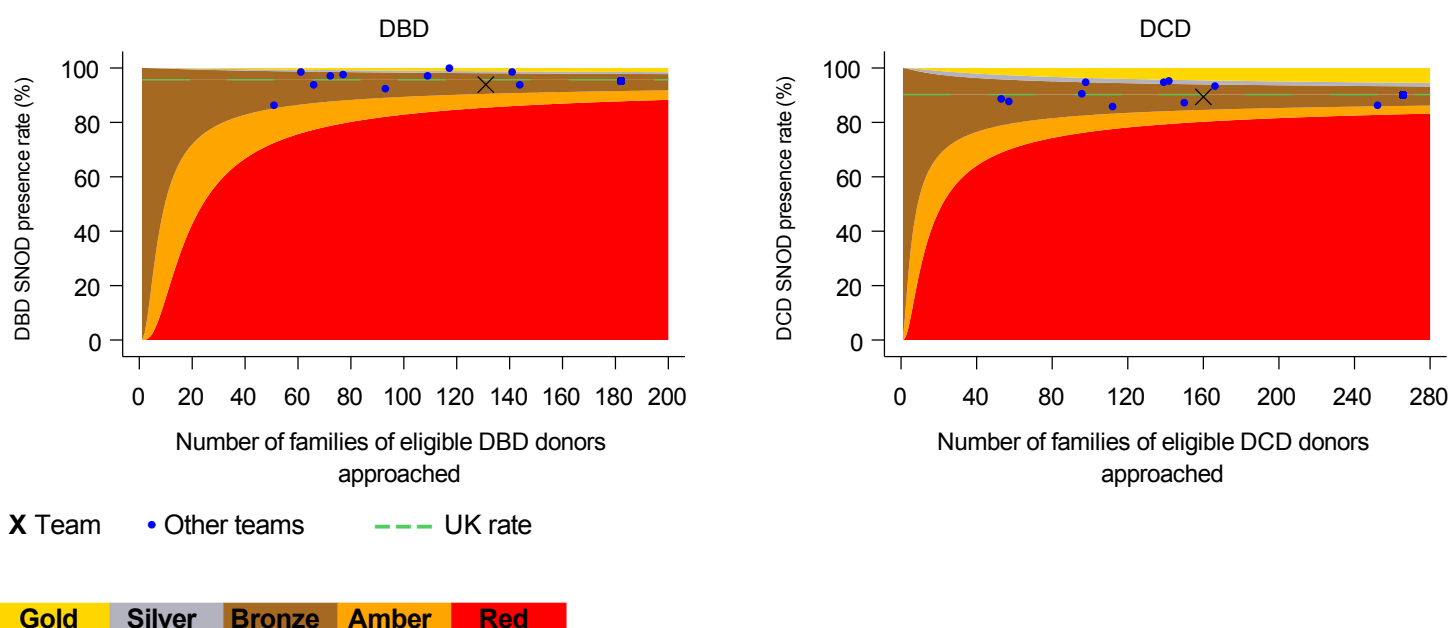 DBD
DBD SNOD presence rate (%)
100
80
60
40
20
0
0 20 40 60 80 100 120 140 160 180 200
Number of families of eligible DBD donors
approached
DCD
DCD SNOD presence rate (%)
100
80
60
40
20
0
0 40 80 120 160 200 240 280
Number of families of eligible DCD donors
approached
X Team Other teams UK rate
Gold Silver Bronze Amber Red